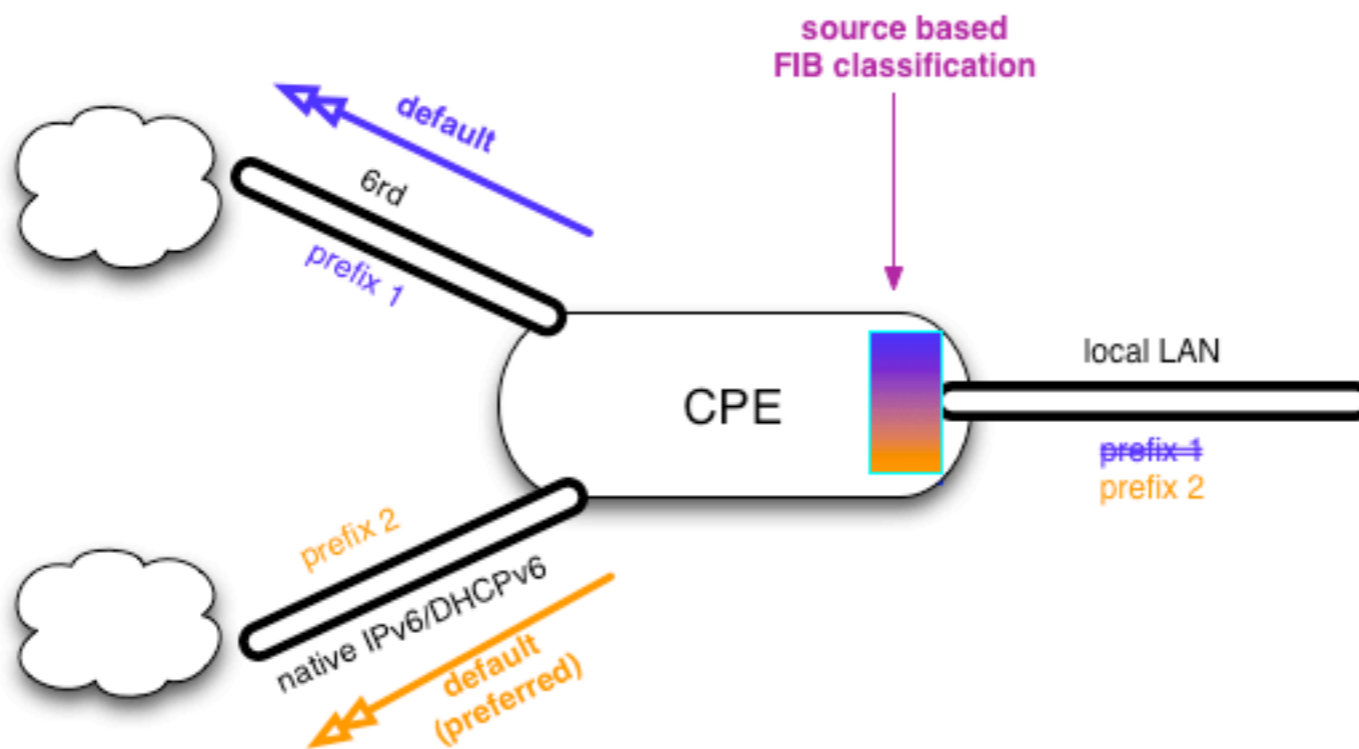 source based
FIB classification
default
6rd
prefix 1
CPE
local LAN
prefix 1
prefix 2
prefix 2
native IPv6/DHCPv6
default
(preferred)